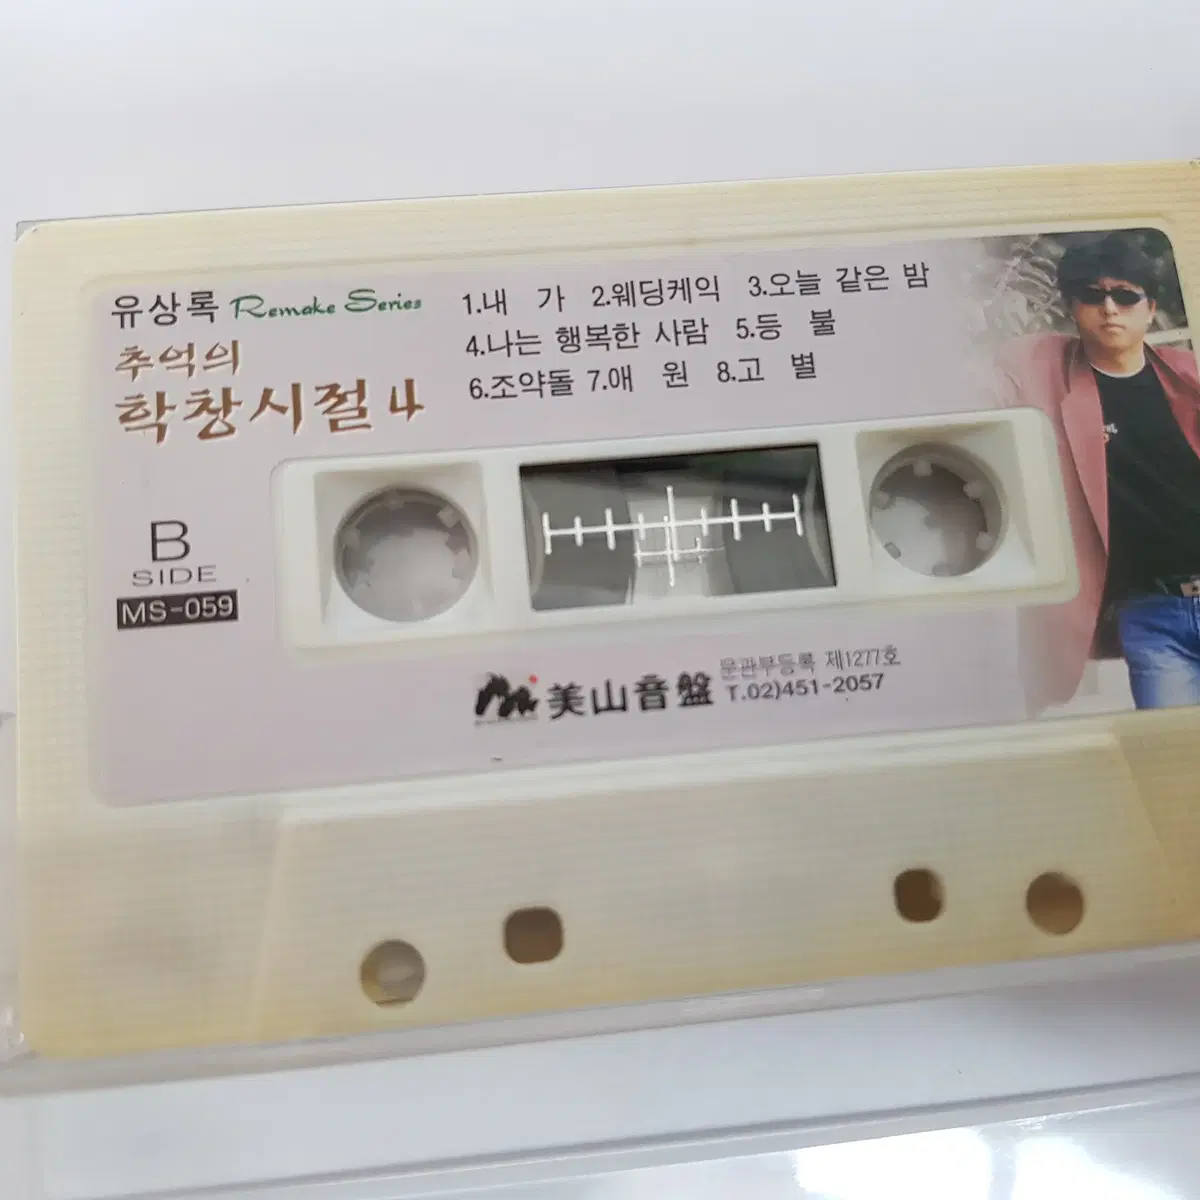 유상록 Remake Series
추억의
학창시절 4
1.내 가 2.웨딩케익 3.오늘 같은 밤
4.나는 행복한 사람 5.등 불
6.조약돌 7.애 원 8.고 별
B
SIDE
MS-059
美山音盤
문관부등록 제1277호
T.02)451-2057